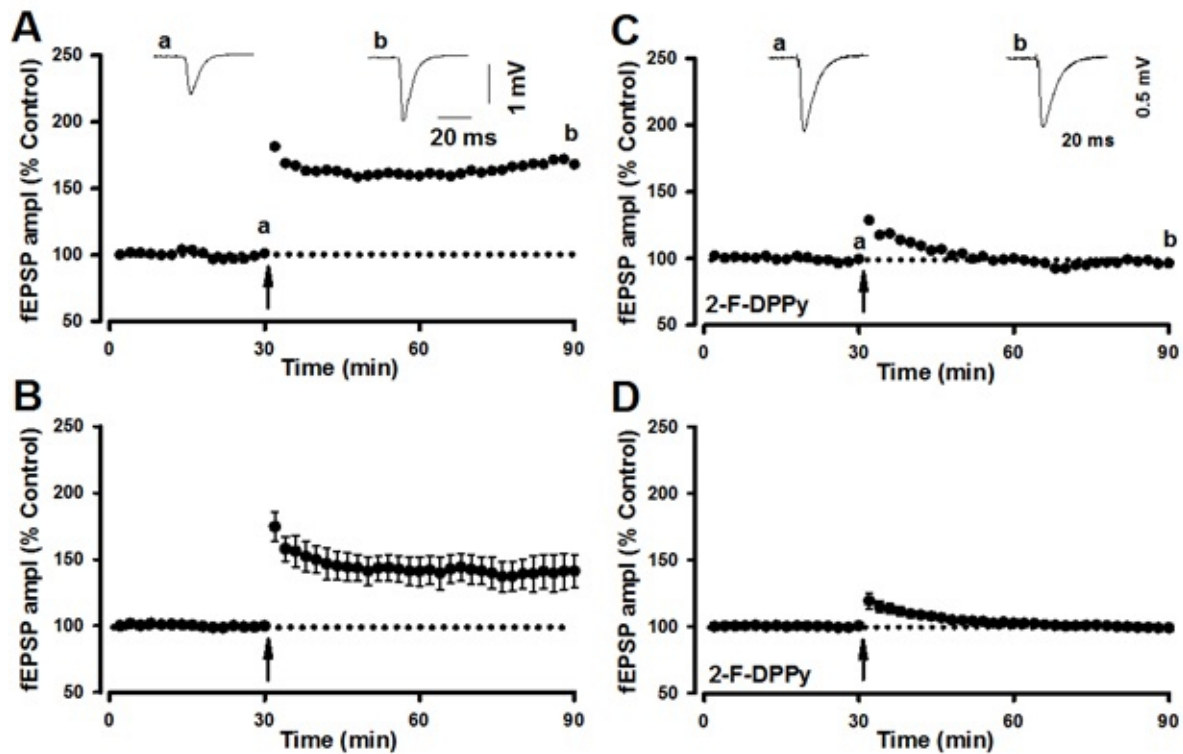 A
a
b
1 mV
20 ms
250
200
150
100
50
a
b
0
30
60
90
Time (min)
fEPSP ampl (% Control)
C
a
b
0.5 mV
20 ms
250
200
150
100
50
a
b
2-F-DPPy
0
30
60
90
Time (min)
fEPSP ampl (% Control)
B
250
200
150
100
50
0
30
60
90
Time (min)
fEPSP ampl (% Control)
D
250
200
150
100
50
2-F-DPPy
0
30
60
90
Time (min)
fEPSP ampl (% Control)